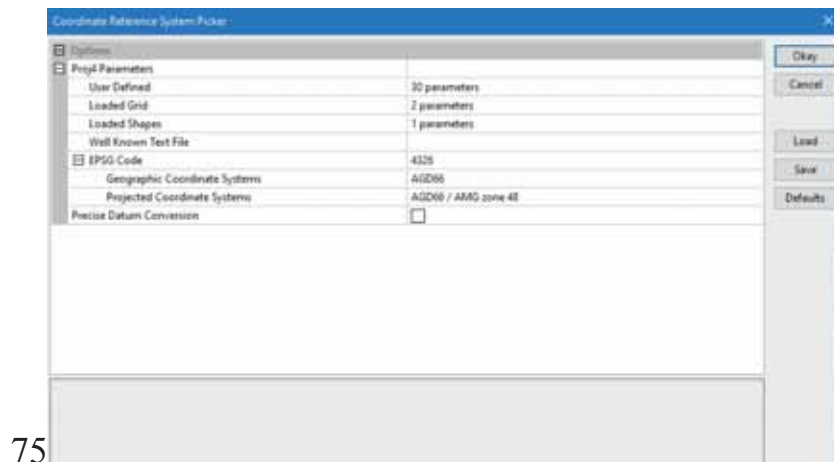 Coordinate Reference System Picker
Options
Proj4 Parameters
User Defined 30 parameters
Loaded Grid 2 parameters
Loaded Shapes 1 parameters
Well Known Text File
EPSG Code 4326
Geographic Coordinate Systems AGD66
Projected Coordinate Systems AGD66 / AMG zone 48
Precise Datum Conversion
Okay
Cancel
Load
Save
Defaults
75